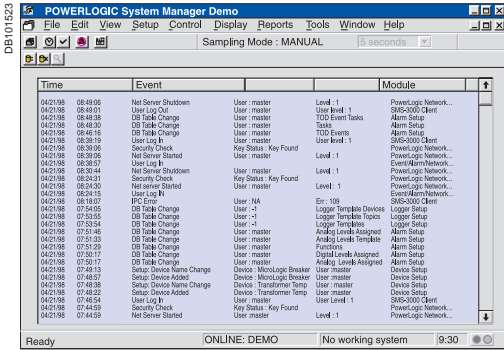 DB101523
POWERLOGIC System Manager Demo
File Edit View Setup Control Display Reports Tools Window Help
Sampling Mode : MANUAL 5 seconds
Time Event Module
04/21/98 08:49:06 Net Server Shutdown User : master Level : 1 PowerLogic Network...
04/21/98 08:49:01 User Log Out User : master User level : 1 SMS-3000 Client
04/21/98 08:48:38 DB Table Change User : master TOD Event Tasks Alarm Setup
04/21/98 08:48:30 DB Table Change User : master Tasks Alarm Setup
04/21/98 08:46:16 DB Table Change User : master TOD Events Alarm Setup
04/21/98 08:39:19 User Log In User : master User level : 1 SMS-3000 Client
04/21/98 08:39:06 Security Check Key Status : Key Found PowerLogic Network...
04/21/98 08:39:06 Net Server Started User : master Level : 1 PowerLogic Network...
04/21/98 08:38:57 User Log In Event/Alarm/Network...
04/21/98 08:30:44 Net Server Shutdown User : master Level : 1 PowerLogic Network...
04/21/98 08:24:31 Security Check Key Status : Key Found PowerLogic Network...
04/21/98 08:24:30 Net server Started User : master Level : 1 PowerLogic Network...
04/21/98 08:24:15 User Log IN Event/Alarm/Network...
04/21/98 08:18:07 IPC Error User : NA Err : 109 SMS-3000 Client
04/21/98 07:54:05 DB Table Change User : -1 Logger Template Devices Logger Setup
04/21/98 07:53:55 DB Table Change User : -1 Logger Template Topics Logger Setup
04/21/98 07:53:54 DB Table Change User : -1 Logger Templates Logger Setup
04/21/98 07:51:46 DB Table Change User : master Analog Levels Assigned Alarm Setup
04/21/98 07:51:33 DB Table Change User : master Analog Levels Template Alarm Setup
04/21/98 07:51:29 DB Table Change User : master Functions Alarm Setup
04/21/98 07:50:17 DB Table Change User : master Digital Levels Assigned Alarm Setup
04/21/98 07:50:17 DB Table Change User : master Analog Levels Assigned Alarm Setup
04/21/98 07:49:13 Setup: Device Name Change Device : MicroLogic Breaker User :master Device Setup
04/21/98 07:48:57 Setup: Device Added Device : MicroLogic Breaker User :master Device Setup
04/21/98 07:48:38 Setup: Device Name Change Device : Transformer Temp User :master Device Setup
04/21/98 07:48:22 Setup: Device Added Device : Transformer Temp User :master Device Setup
04/21/98 07:46:54 User Log In User : master User Level : 1 SMS-3000 Client
04/21/98 07:44:59 Security Check Key Status : Key Found PowerLogic Network...
04/21/98 07:44:59 Net Server Started User :master Level : 1 PowerLogic Network...
Ready ONLINE: DEMO No working system 9:30